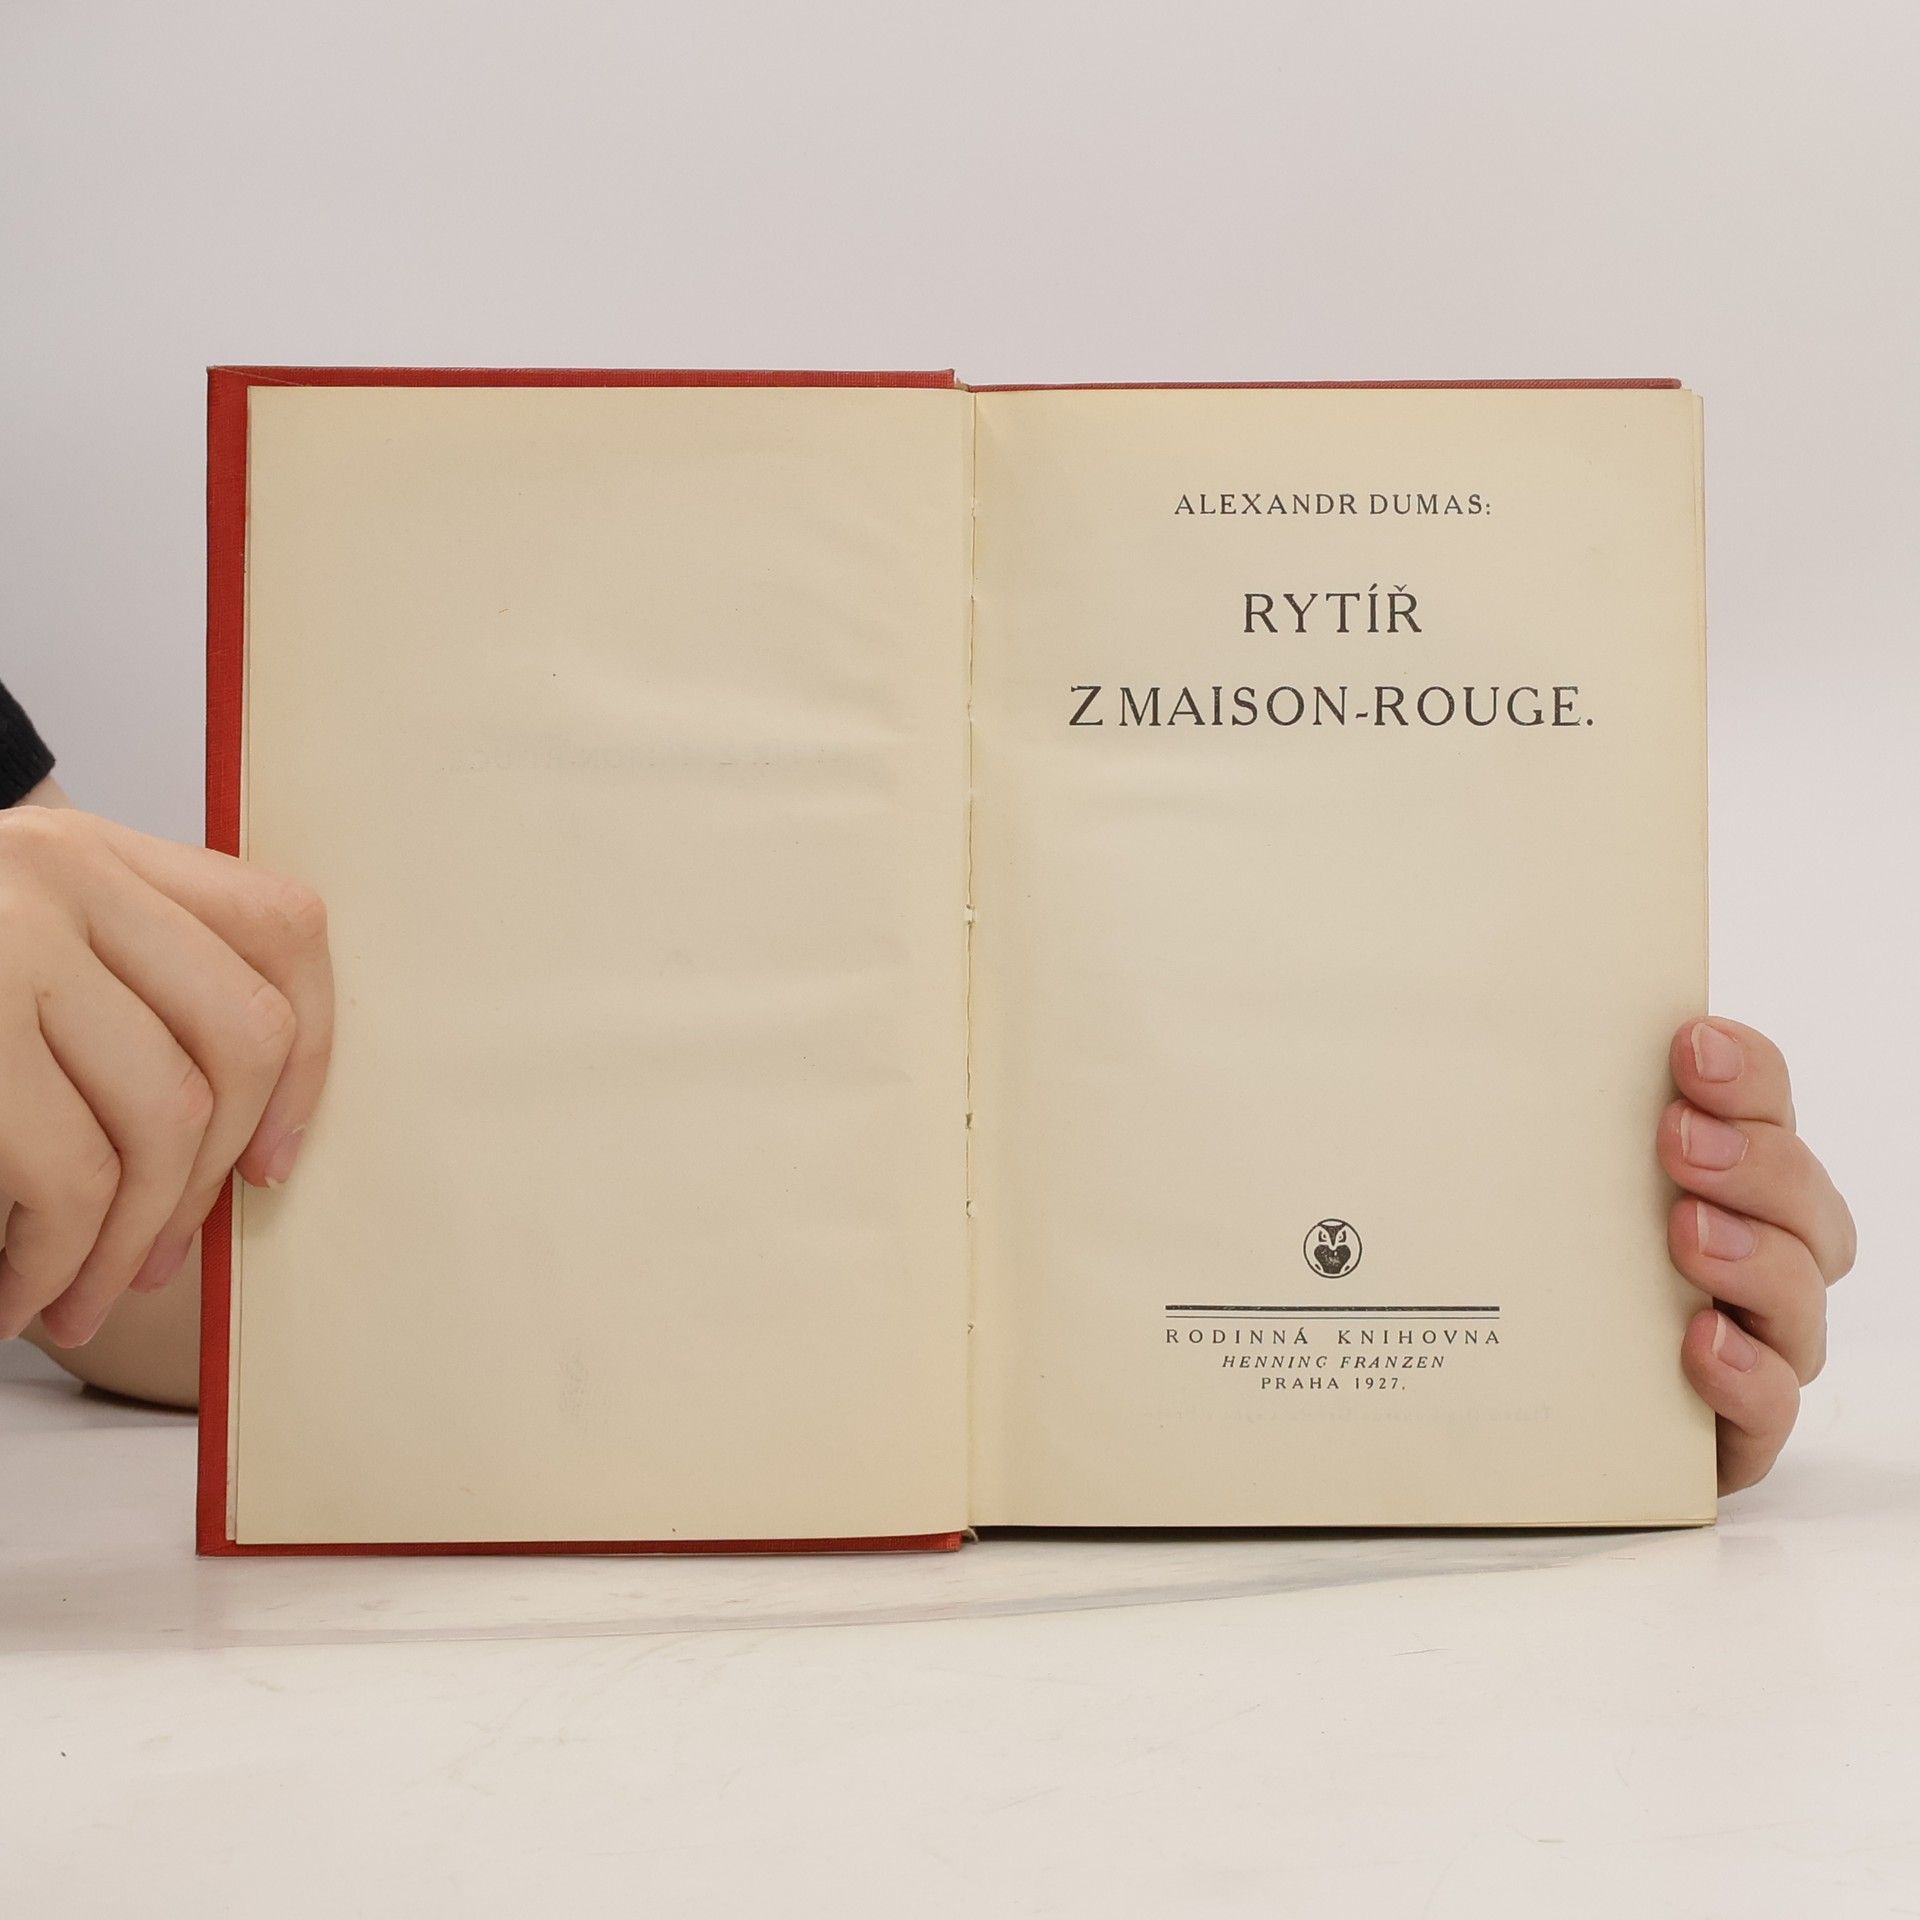 ALEXANDR DUMAS:
RYTÍŘ
Z MAISON-ROUGE.
RODINNÁ KNIHOVNA
HENNING FRANZEN
PRAHA 1927.